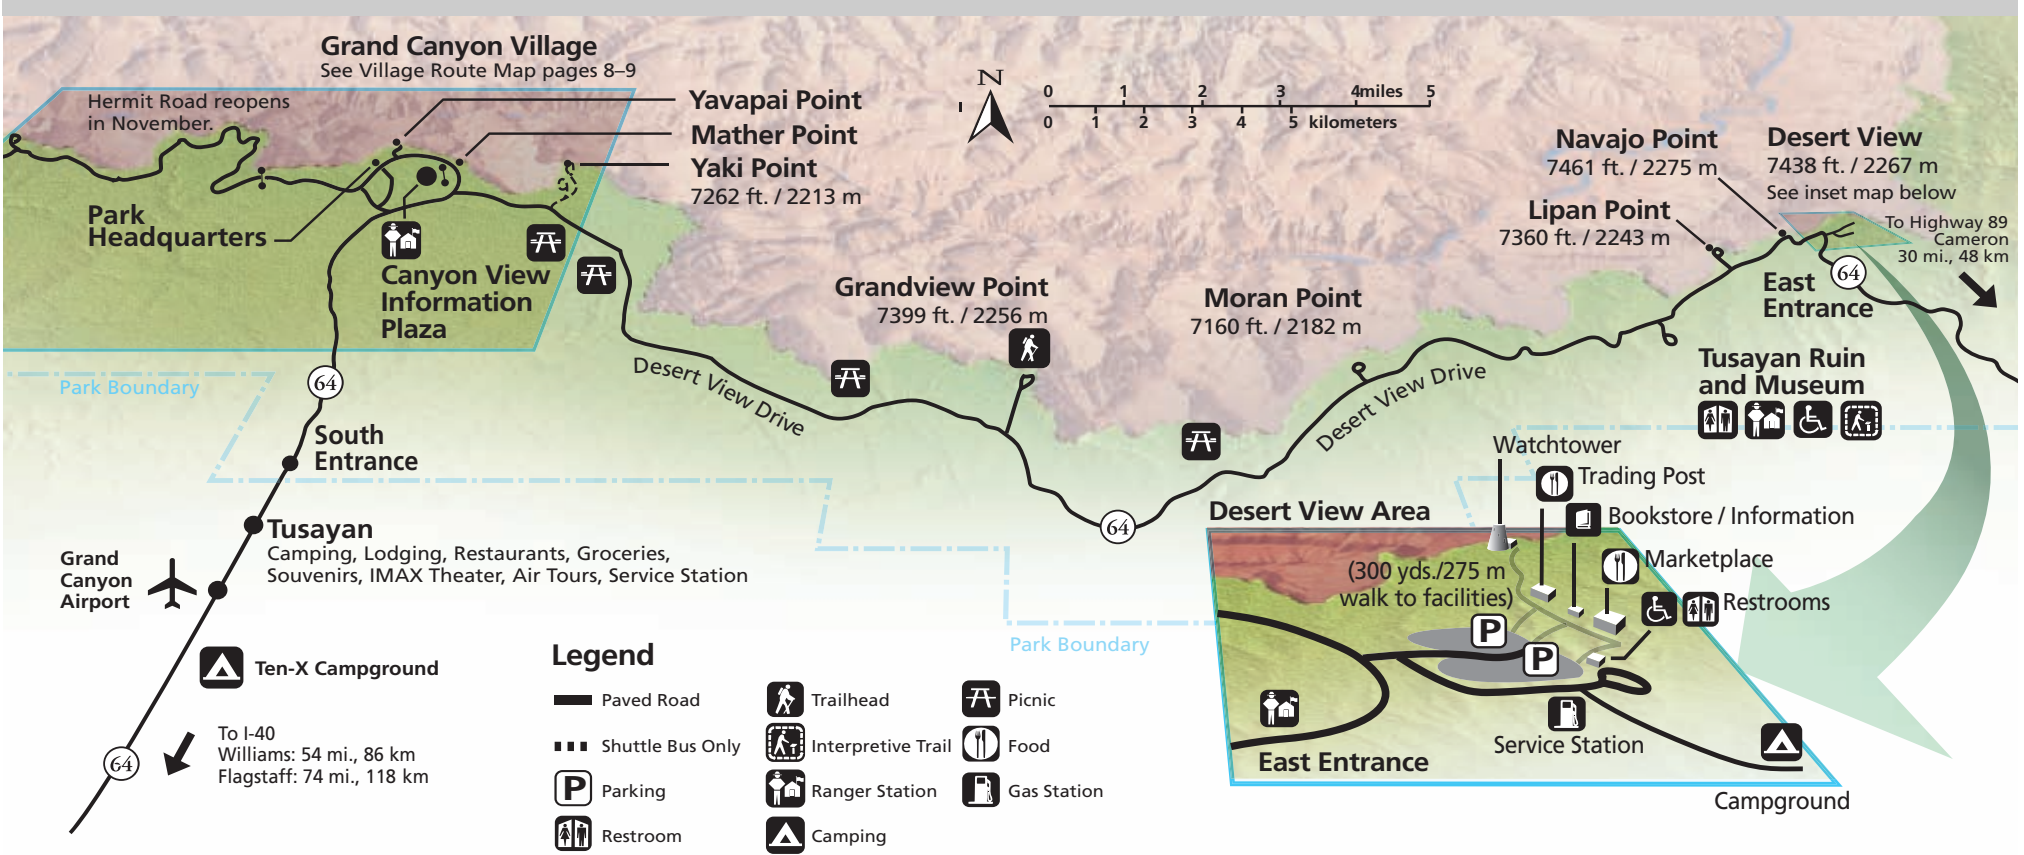 Grand Canyon Village
See Village Route Map pages 8–9
Hermit Road reopens
in November.
Yavapai Point
Mather Point
Yaki Point
7262 ft. / 2213 m
N
0 1 2 3 4miles 5
0 1 2 3 4 5 kilometers
Navajo Point
7461 ft. / 2275 m
Desert View
7438 ft. / 2267 m
See inset map below
Lipan Point
7360 ft. / 2243 m
To Highway 89
Cameron
30 mi., 48 km
Park
Headquarters
Canyon View
Information
Plaza
Grandview Point
7399 ft. / 2256 m
Moran Point
7160 ft. / 2182 m
64
East
Entrance
Tusayan Ruin
and Museum
Park Boundary
64
Desert View Drive
Desert View Drive
South
Entrance
64
Tusayan
Camping, Lodging, Restaurants, Groceries,
Souvenirs, IMAX Theater, Air Tours, Service Station
Grand
Canyon
Airport
Ten-X Campground
To I-40
Williams: 54 mi., 86 km
Flagstaff: 74 mi., 118 km
64
Park Boundary
Legend
Paved Road
Shuttle Bus Only
P Parking
Restroom
Trailhead
Interpretive Trail
Ranger Station
Camping
Picnic
Food
Gas Station
Desert View Area
Watchtower
Trading Post
Bookstore / Information
Marketplace
Restrooms
(300 yds./275 m
walk to facilities)
P
P
Service Station
East Entrance
Campground